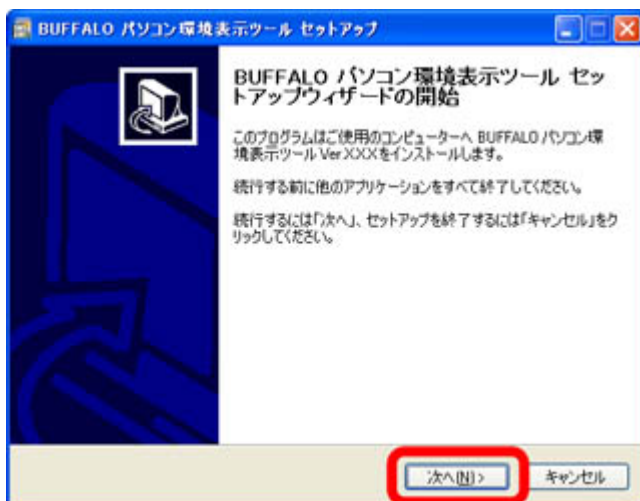 BUFFALO パソコン環境表示ツール セットアップ
BUFFALO パソコン環境表示ツール セッ
トアップウィザードの開始
このプログラムはご使用のコンピューターへ BUFFALO パソコン環
境表示ツール Ver.XXXをインストールします。
続行する前に他のアプリケーションをすべて終了してください。
続行するには「次へ」、セットアップを終了するには「キャンセル」をク
リックしてください。
次へ(N) >
キャンセル